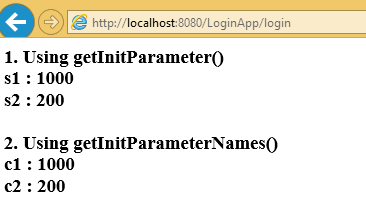 http://localhost:8080/LoginApp/login
1. Using getInitParameter()
s1 : 1000
s2 : 200
2. Using getInitParameterNames()
c1 : 1000
c2 : 200